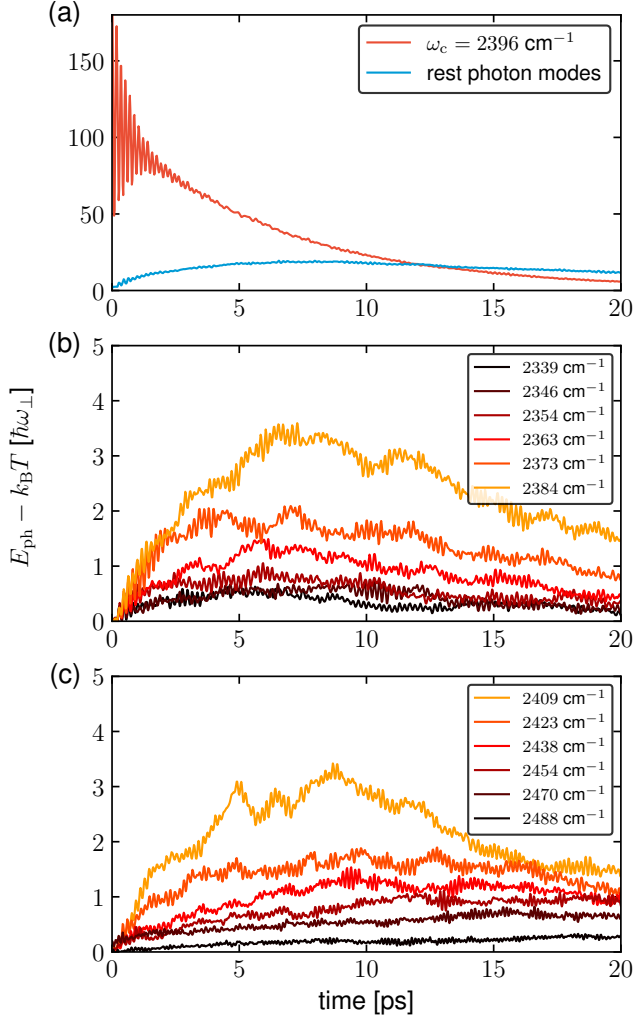 (a)
150
100
50
0
0 5 10 15 20
ω_c = 2396 cm⁻¹
rest photon modes
(b)
5
4
3
2
1
0
0 5 10 15 20
2339 cm⁻¹
2346 cm⁻¹
2354 cm⁻¹
2363 cm⁻¹
2373 cm⁻¹
2384 cm⁻¹
E_ph − k_B T [ℏω_⊥]
(c)
5
4
3
2
1
0
0 5 10 15 20
2409 cm⁻¹
2423 cm⁻¹
2438 cm⁻¹
2454 cm⁻¹
2470 cm⁻¹
2488 cm⁻¹
time [ps]